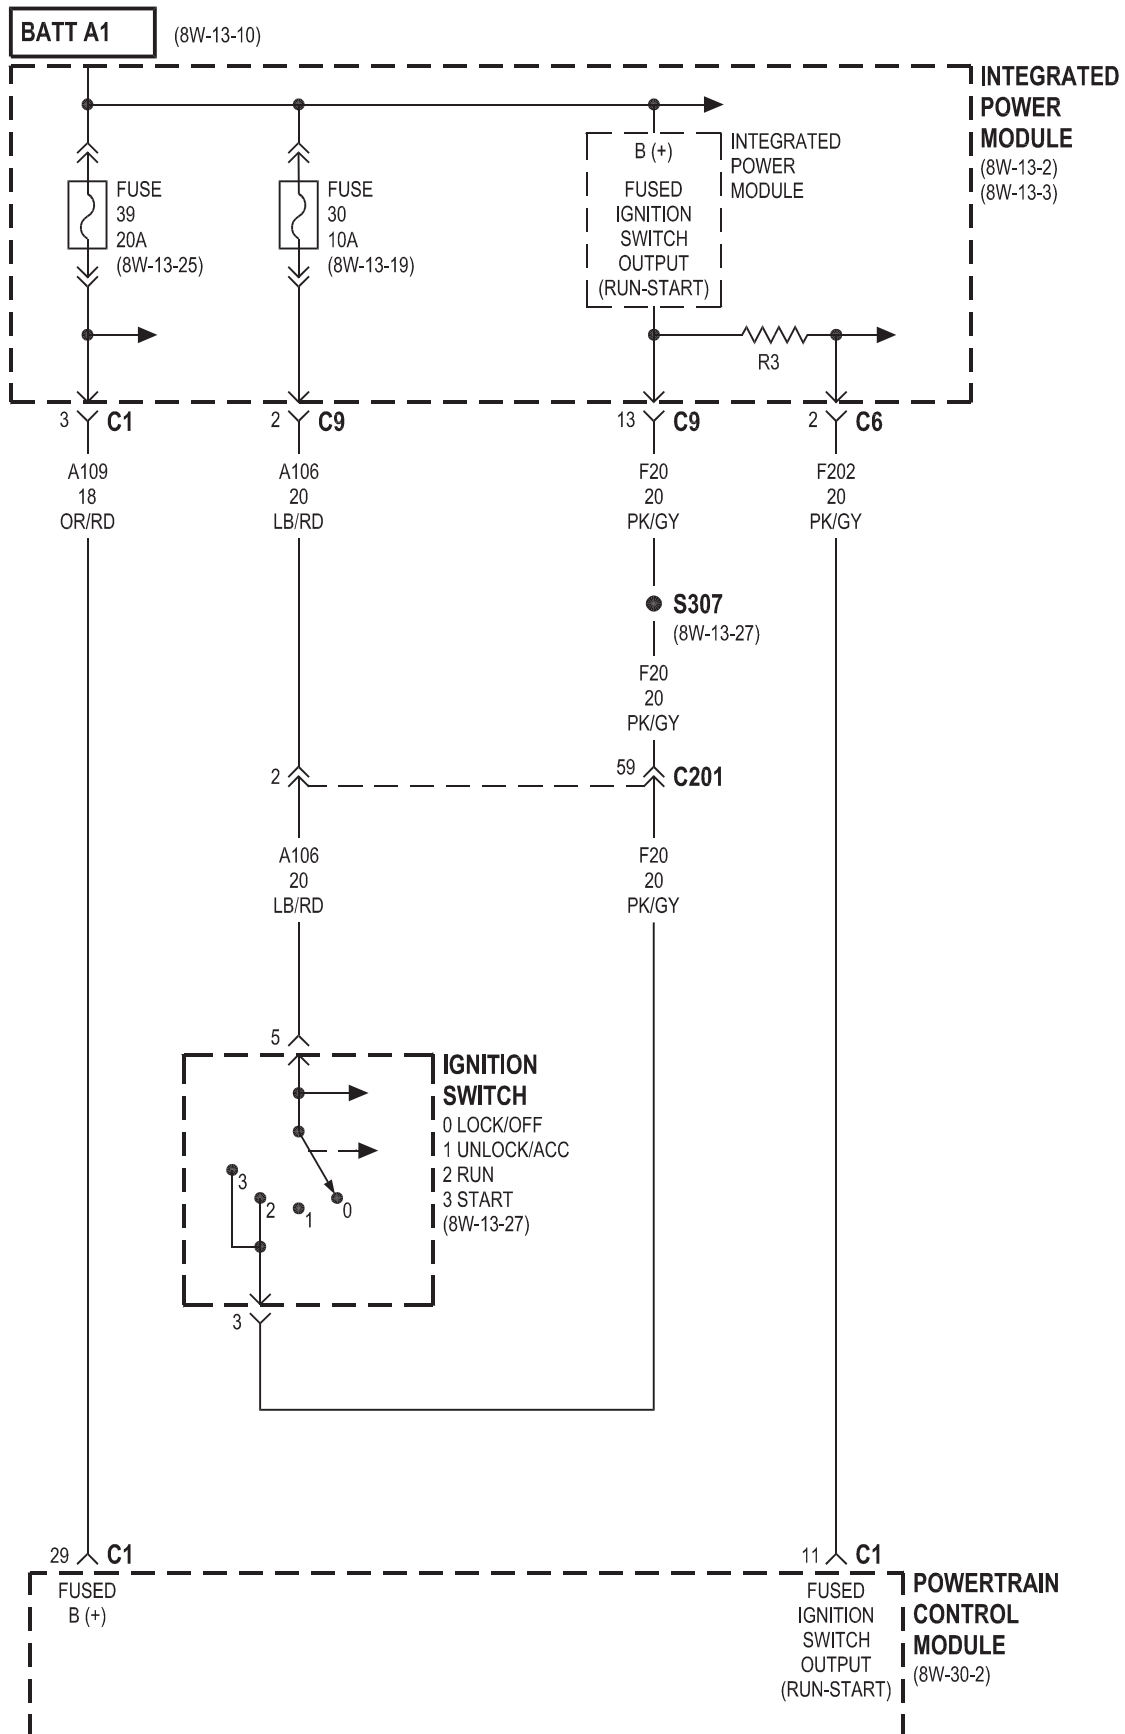 BATT A1
(8W-13-10)
INTEGRATED
POWER
MODULE
(8W-13-2)
(8W-13-3)
FUSE
39
20A
(8W-13-25)
FUSE
30
10A
(8W-13-19)
B (+)
FUSED
IGNITION
SWITCH
OUTPUT
(RUN-START)
INTEGRATED
POWER
MODULE
R3
3 C1
2 C9
13 C9
2 C6
A109
18
OR/RD
A106
20
LB/RD
F20
20
PK/GY
F202
20
PK/GY
S307
(8W-13-27)
F20
20
PK/GY
2
59 C201
A106
20
LB/RD
F20
20
PK/GY
5
IGNITION
SWITCH
0 LOCK/OFF
1 UNLOCK/ACC
2 RUN
3 START
(8W-13-27)
3
2
1
0
3
29 C1
11 C1
FUSED
B (+)
FUSED
IGNITION
SWITCH
OUTPUT
(RUN-START)
POWERTRAIN
CONTROL
MODULE
(8W-30-2)